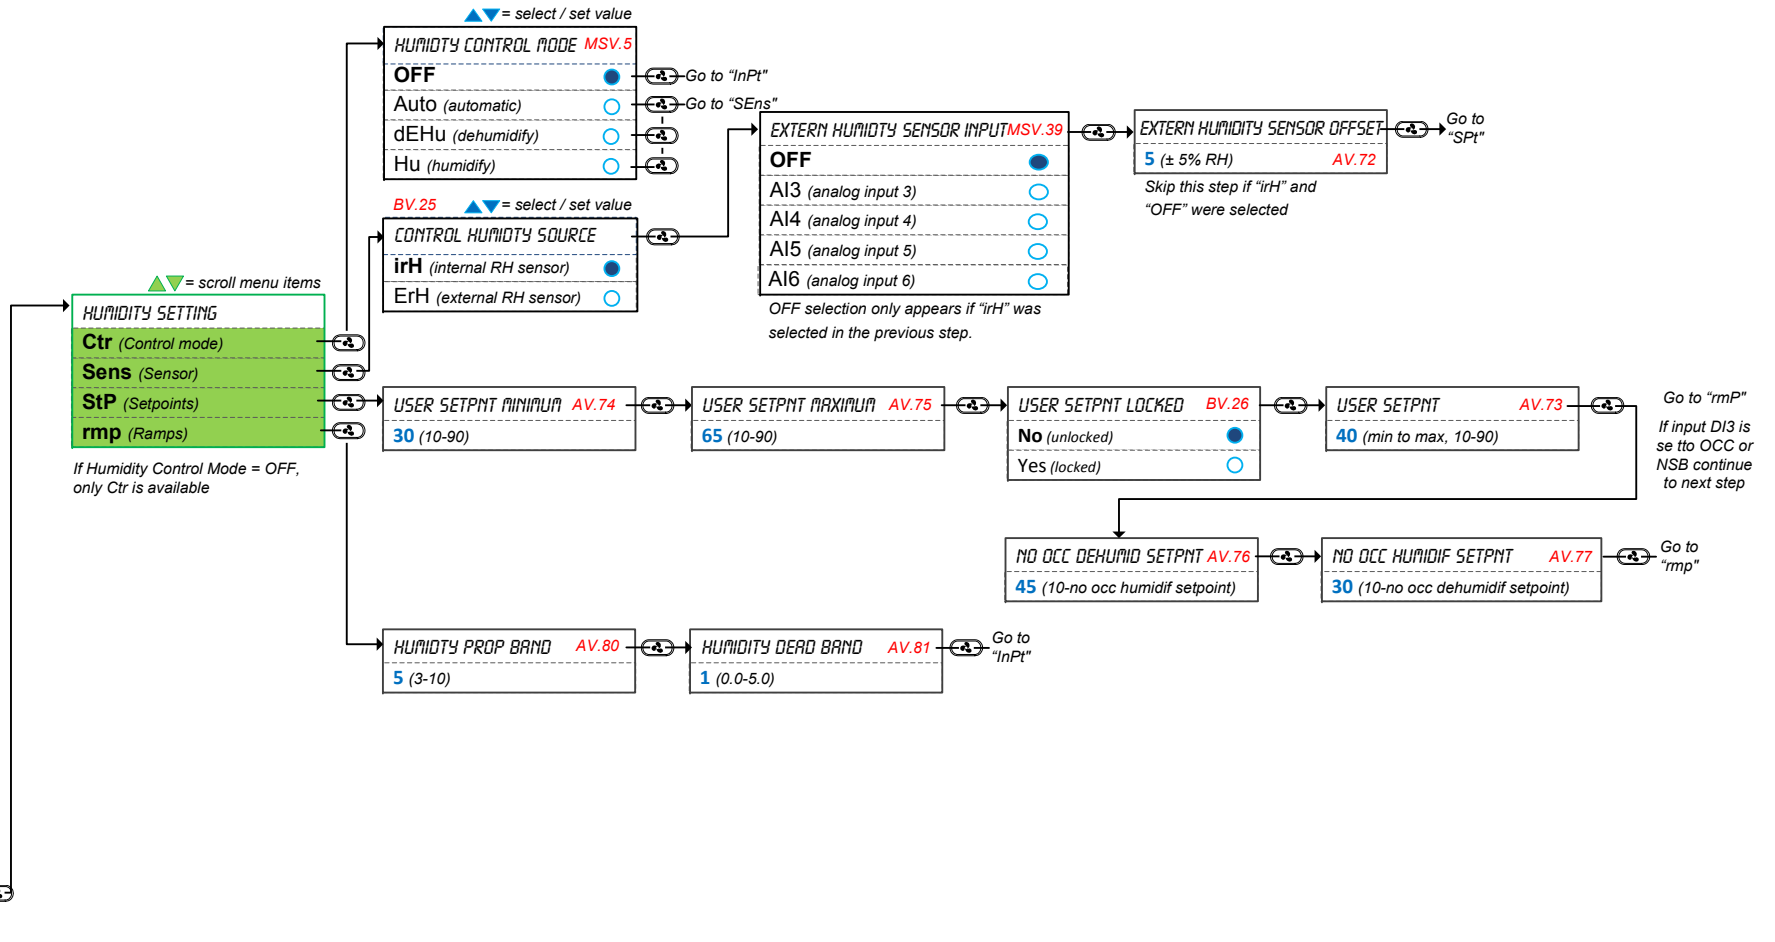 = select / set value
HUMIDTY CONTROL MODE MSV.5
OFF
Go to "InPt"
Auto (automatic)
Go to “SEns"
dEHu (dehumidify)
Hu (humidify)
BV.25
= select / set value
CONTROL HUMIDTY SOURCE
irH (internal RH sensor)
ErH (external RH sensor)
EXTERN HUMIDTY SENSOR INPUT MSV.39
OFF
AI3 (analog input 3)
AI4 (analog input 4)
AI5 (analog input 5)
AI6 (analog input 6)
OFF selection only appears if “irH” was
selected in the previous step.
EXTERN HUMIDITY SENSOR OFFSET
5 (± 5% RH) AV.72
Go to
“SPt"
Skip this step if “irH” and
“OFF” were selected
= scroll menu items
HUMIDITY SETTING
Ctr (Control mode)
Sens (Sensor)
StP (Setpoints)
rmp (Ramps)
If Humidity Control Mode = OFF,
only Ctr is available
USER SETPNT MINIMUM AV.74
30 (10-90)
USER SETPNT MAXIMUM AV.75
65 (10-90)
USER SETPNT LOCKED BV.26
No (unlocked)
Yes (locked)
USER SETPNT AV.73
40 (min to max, 10-90)
Go to “rmP"
If input DI3 is
se tto OCC or
NSB continue
to next step
NO OCC DEHUMID SETPNT AV.76
45 (10-no occ humidif setpoint)
NO OCC HUMIDIF SETPNT AV.77
30 (10-no occ dehumidif setpoint)
Go to
“rmp"
HUMIDTY PROP BAND AV.80
5 (3-10)
HUMIDITY DEAD BAND AV.81
1 (0.0-5.0)
Go to
“InPt"